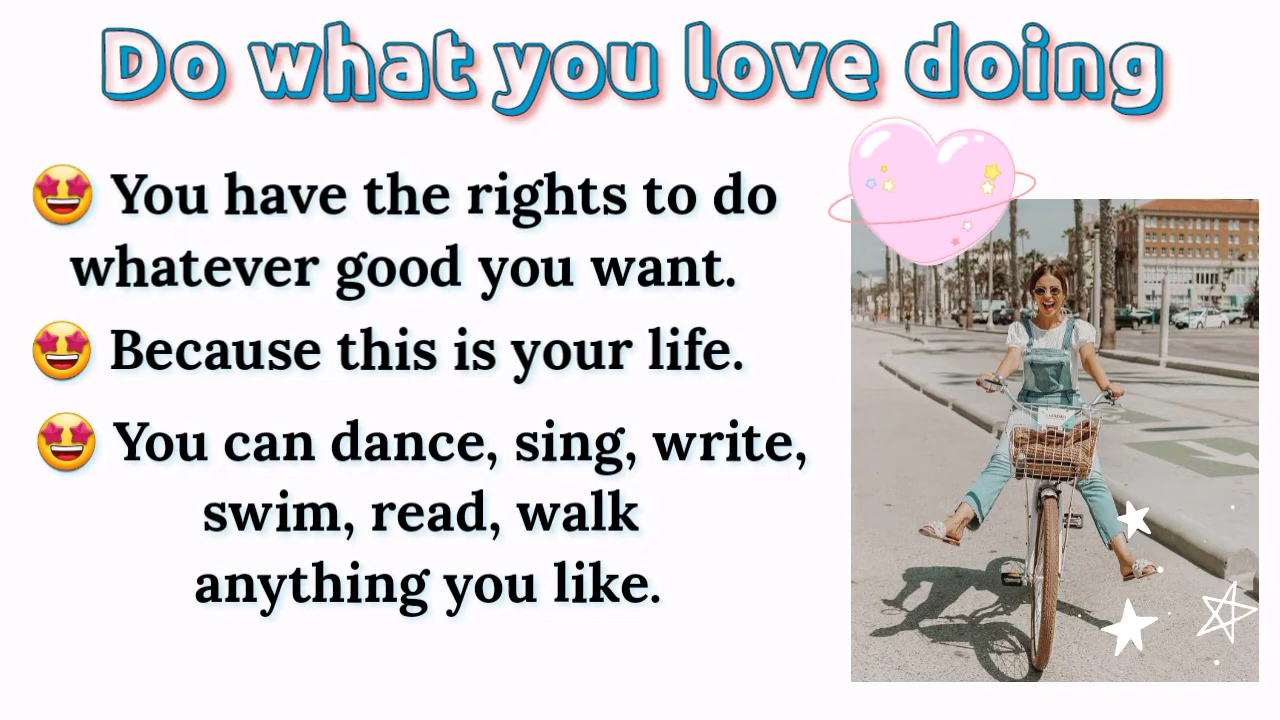 Do what you love doing
🤩 You have the rights to do
whatever good you want.
🤩 Because this is your life.
🤩 You can dance, sing, write,
swim, read, walk
anything you like.